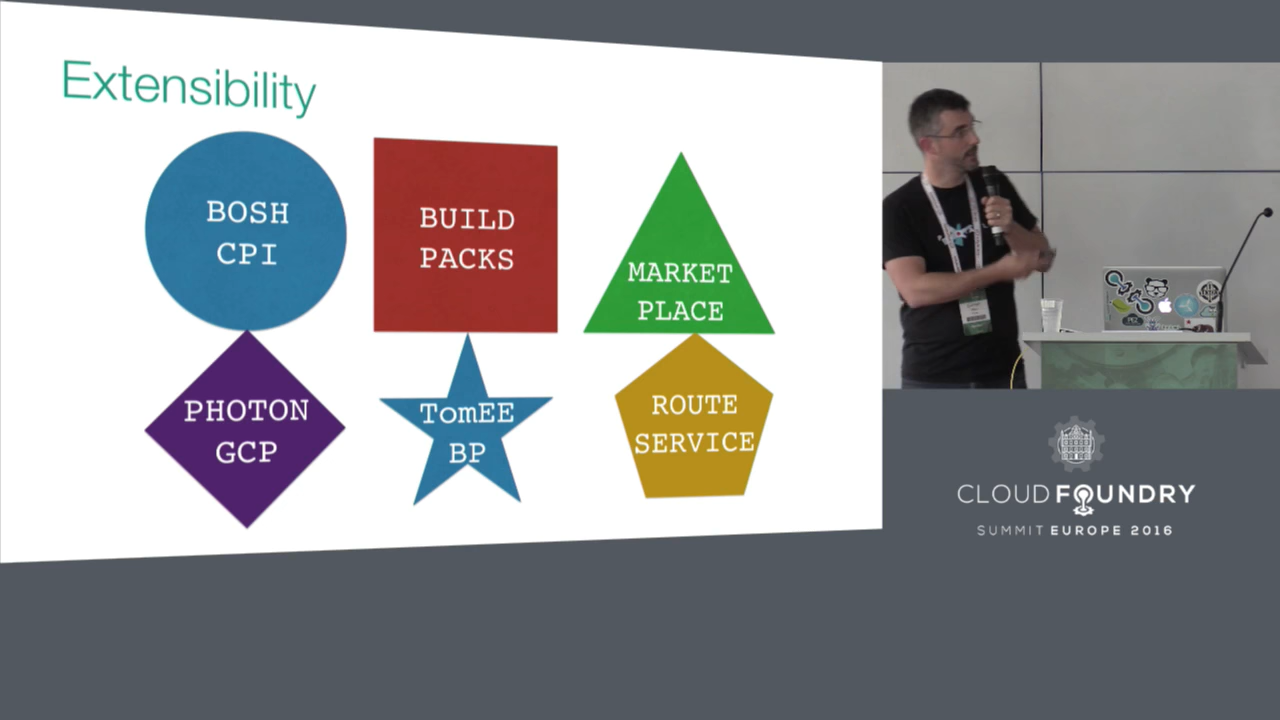 Extensibility
BOSH
CPI
BUILD
PACKS
MARKET
PLACE
PHOTON
GCP
TomEE
BP
ROUTE
SERVICE
CLOUD FOUNDRY
SUMMIT EUROPE 2016